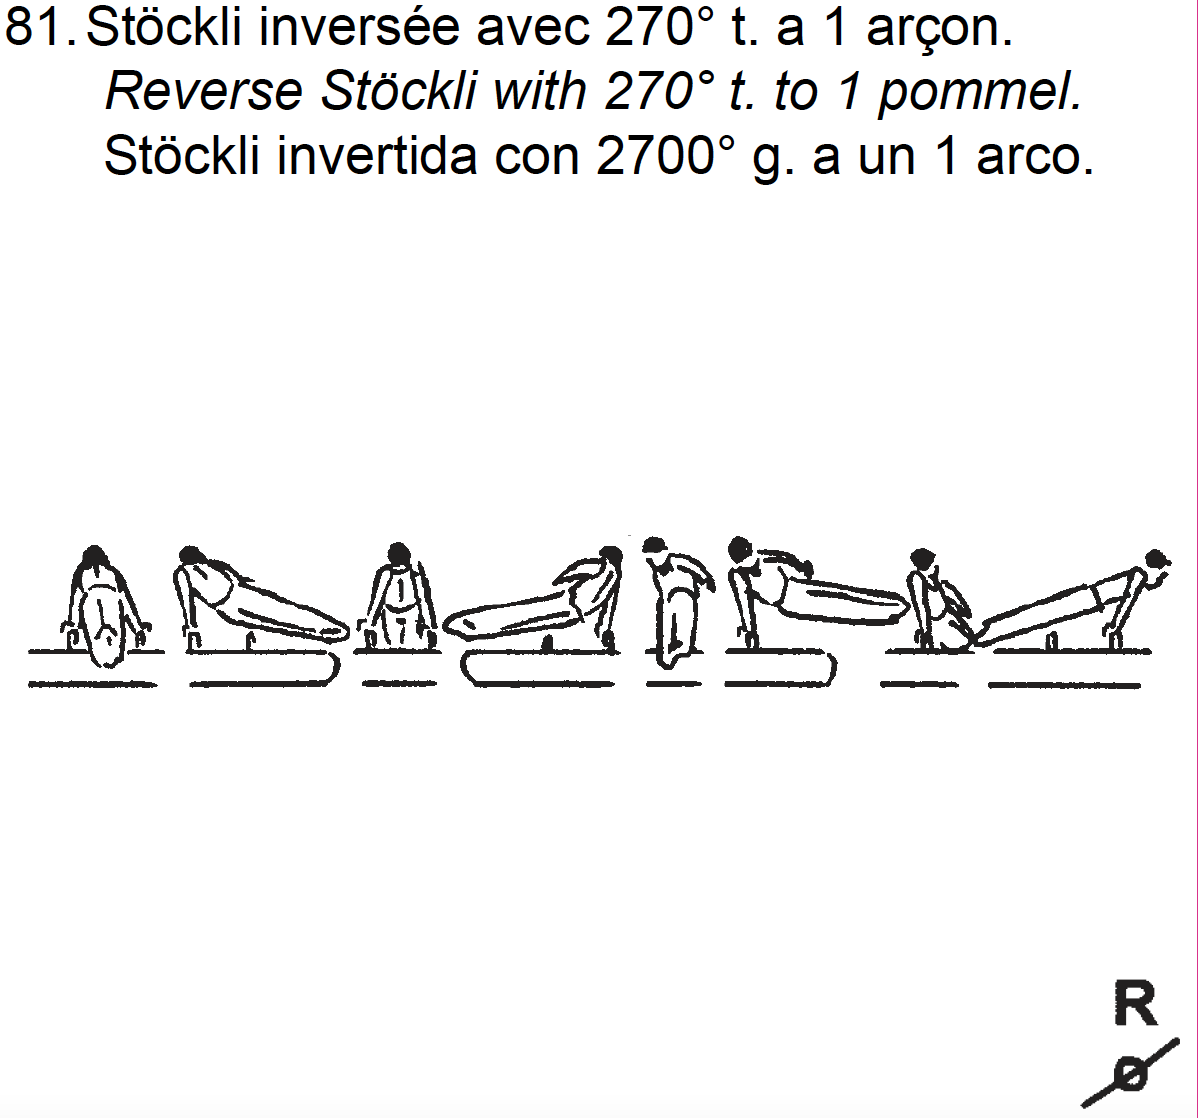 81. Stöckli inversée avec 270° t. a 1 arçon.
Reverse Stöckli with 270° t. to 1 pommel.
Stöckli invertida con 2700° g. a un 1 arco.
R